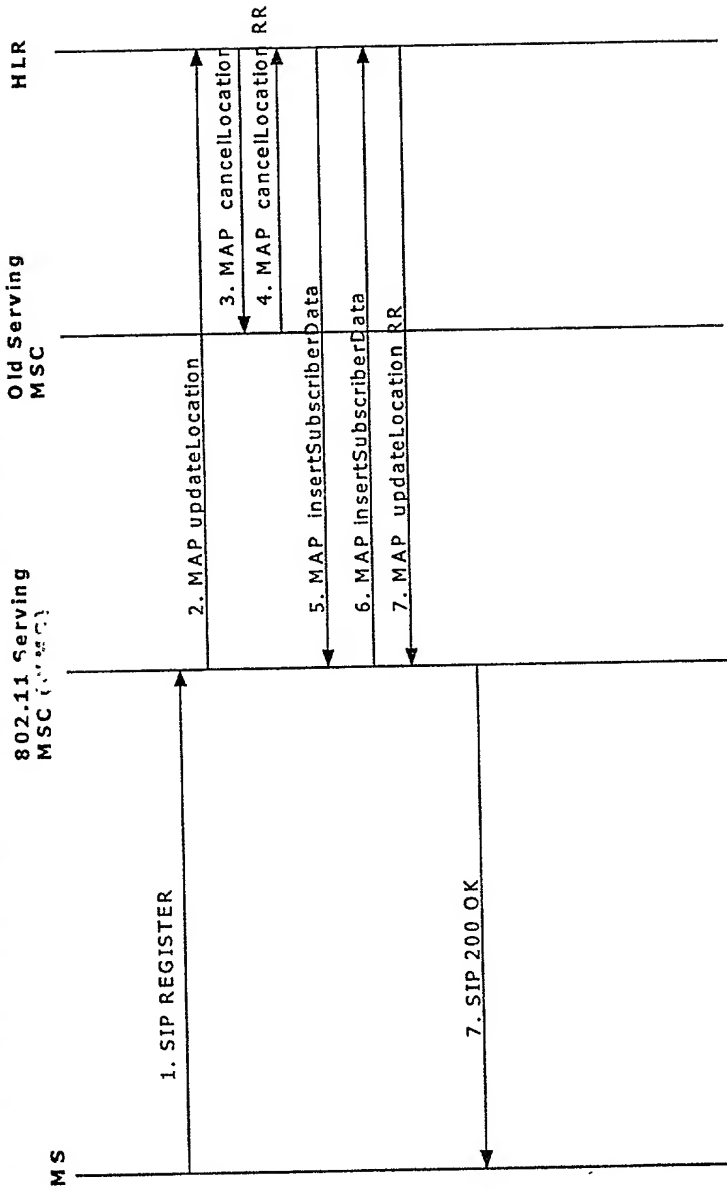 MS
802.11 Serving
MSC
Old Serving
MSC
HLR
1. SIP REGISTER
2. MAP updateLocation
3. MAP cancelLocation
4. MAP cancelLocation RR
5. MAP insertSubscriberData
6. MAP insertSubscriberData
7. MAP updateLocation RR
7. SIP 200 OK